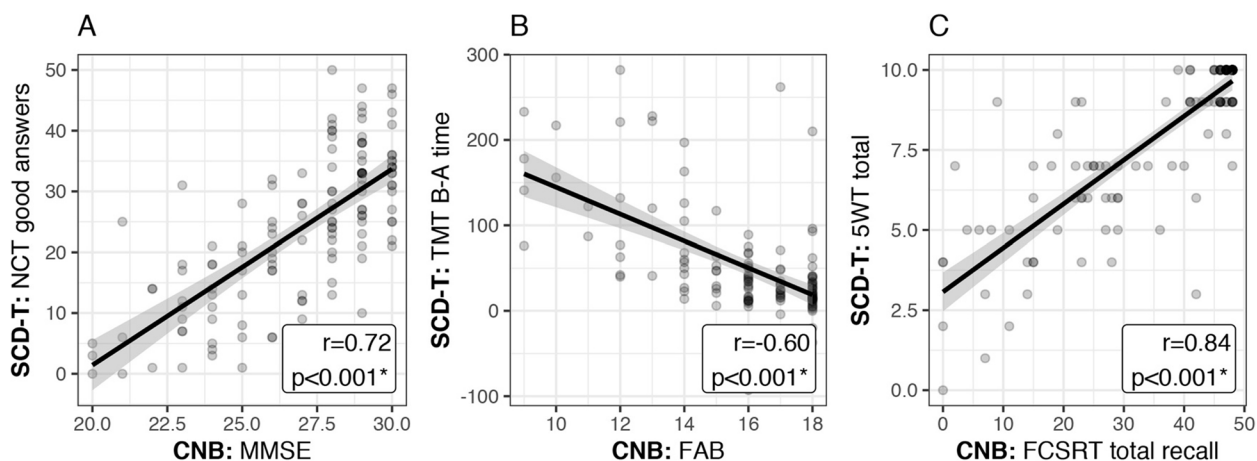 A
SCD-T: NCT good answers
50
40
30
20
10
0
r=0.72
p<0.001*
20.0 22.5 25.0 27.5 30.0
CNB: MMSE
B
SCD-T: TMT B-A time
300
200
100
0
-100
r=-0.60
p<0.001*
10 12 14 16 18
CNB: FAB
C
SCD-T: 5WT total
10.0
7.5
5.0
2.5
0.0
r=0.84
p<0.001*
0 10 20 30 40 50
CNB: FCSRT total recall